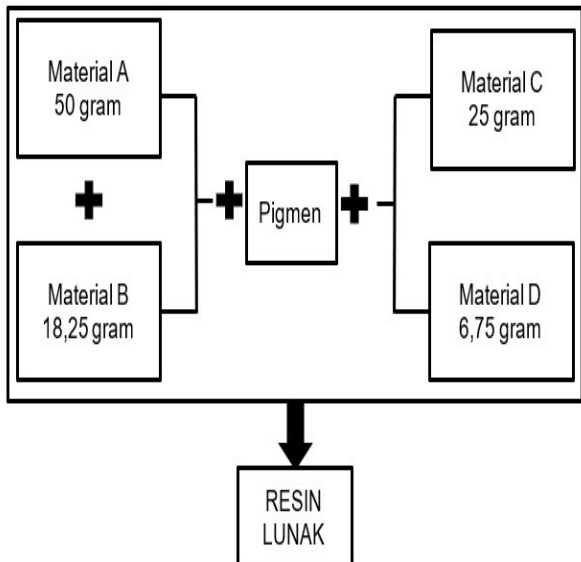 Material A
50 gram
Material C
25 gram
+
+
Pigmen
+
Material B
18,25 gram
Material D
6,75 gram
RESIN
LUNAK